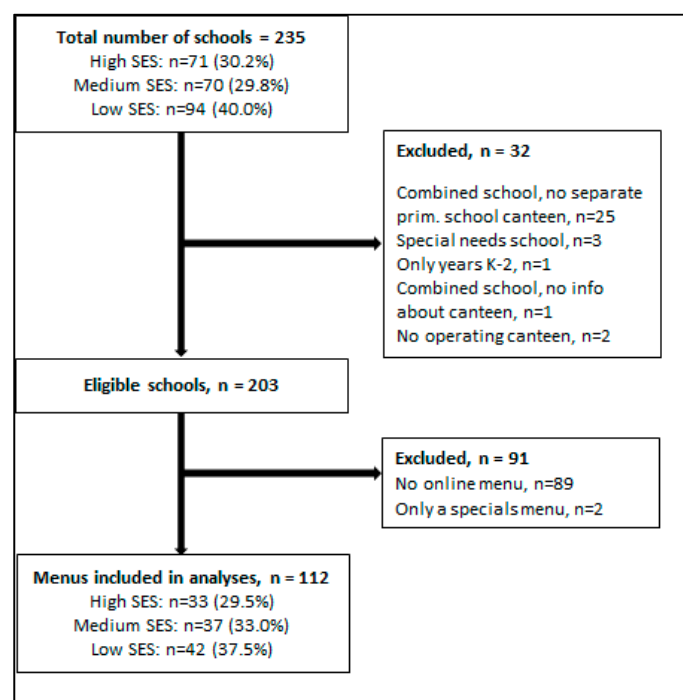 Total number of schools = 235
High SES: n=71 (30.2%)
Medium SES: n=70 (29.8%)
Low SES: n=94 (40.0%)
Excluded, n = 32
Combined school, no separate
prim. school canteen, n=25
Special needs school, n=3
Only years K-2, n=1
Combined school, no info
about canteen, n=1
No operating canteen, n=2
Eligible schools, n = 203
Excluded, n = 91
No online menu, n=89
Only a specials menu, n=2
Menus included in analyses, n = 112
High SES: n=33 (29.5%)
Medium SES: n=37 (33.0%)
Low SES: n=42 (37.5%)